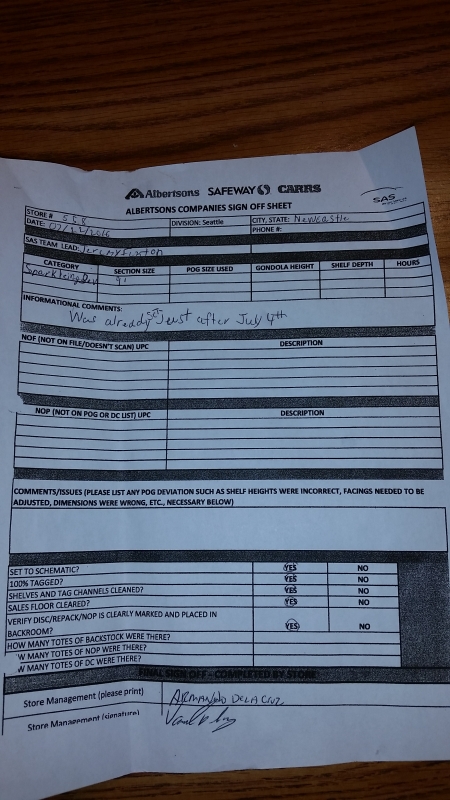 Albertsons SAFEWAY CARRS
SAS
ALBERTSONS COMPANIES SIGN OFF SHEET
STORE # 558
DATE: 07/22/2016 DIVISION: Seattle CITY, STATE: Newcastle
PHONE #:
SAS TEAM LEAD: Jeremy
CATEGORY SECTION SIZE POG SIZE USED GONDOLA HEIGHT SHELF DEPTH HOURS
9'
INFORMATIONAL COMMENTS:
Was already set Just after July 4th
NOF (NOT ON FILE/DOESN'T SCAN) UPC DESCRIPTION
NOP (NOT ON POG OR DC LIST) UPC DESCRIPTION
COMMENTS/ISSUES (PLEASE LIST ANY POG DEVIATION SUCH AS SHELF HEIGHTS WERE INCORRECT, FACINGS NEEDED TO BE
ADJUSTED, DIMENSIONS WERE WRONG, ETC., NECESSARY BELOW)
SET TO SCHEMATIC? YES NO
100% TAGGED? YES NO
SHELVES AND TAG CHANNELS CLEANED? YES NO
SALES FLOOR CLEARED? YES NO
VERIFY DISC/REPACK/NOP IS CLEARLY MARKED AND PLACED IN
BACKROOM? YES NO
HOW MANY TOTES OF BACKSTOCK WERE THERE?
W MANY TOTES OF NOP WERE THERE?
W MANY TOTES OF DC WERE THERE?
FINAL SIGN OFF - COMPLETED BY STORE
Store Management (please print) ARMANDO DELACRUZ
Store Management (signature)